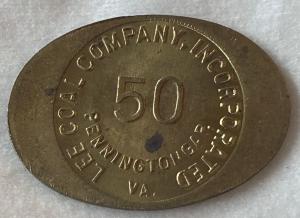 LEE COAL COMPANY, INCORPORATED
50
PENNINGTONGAP
VA.